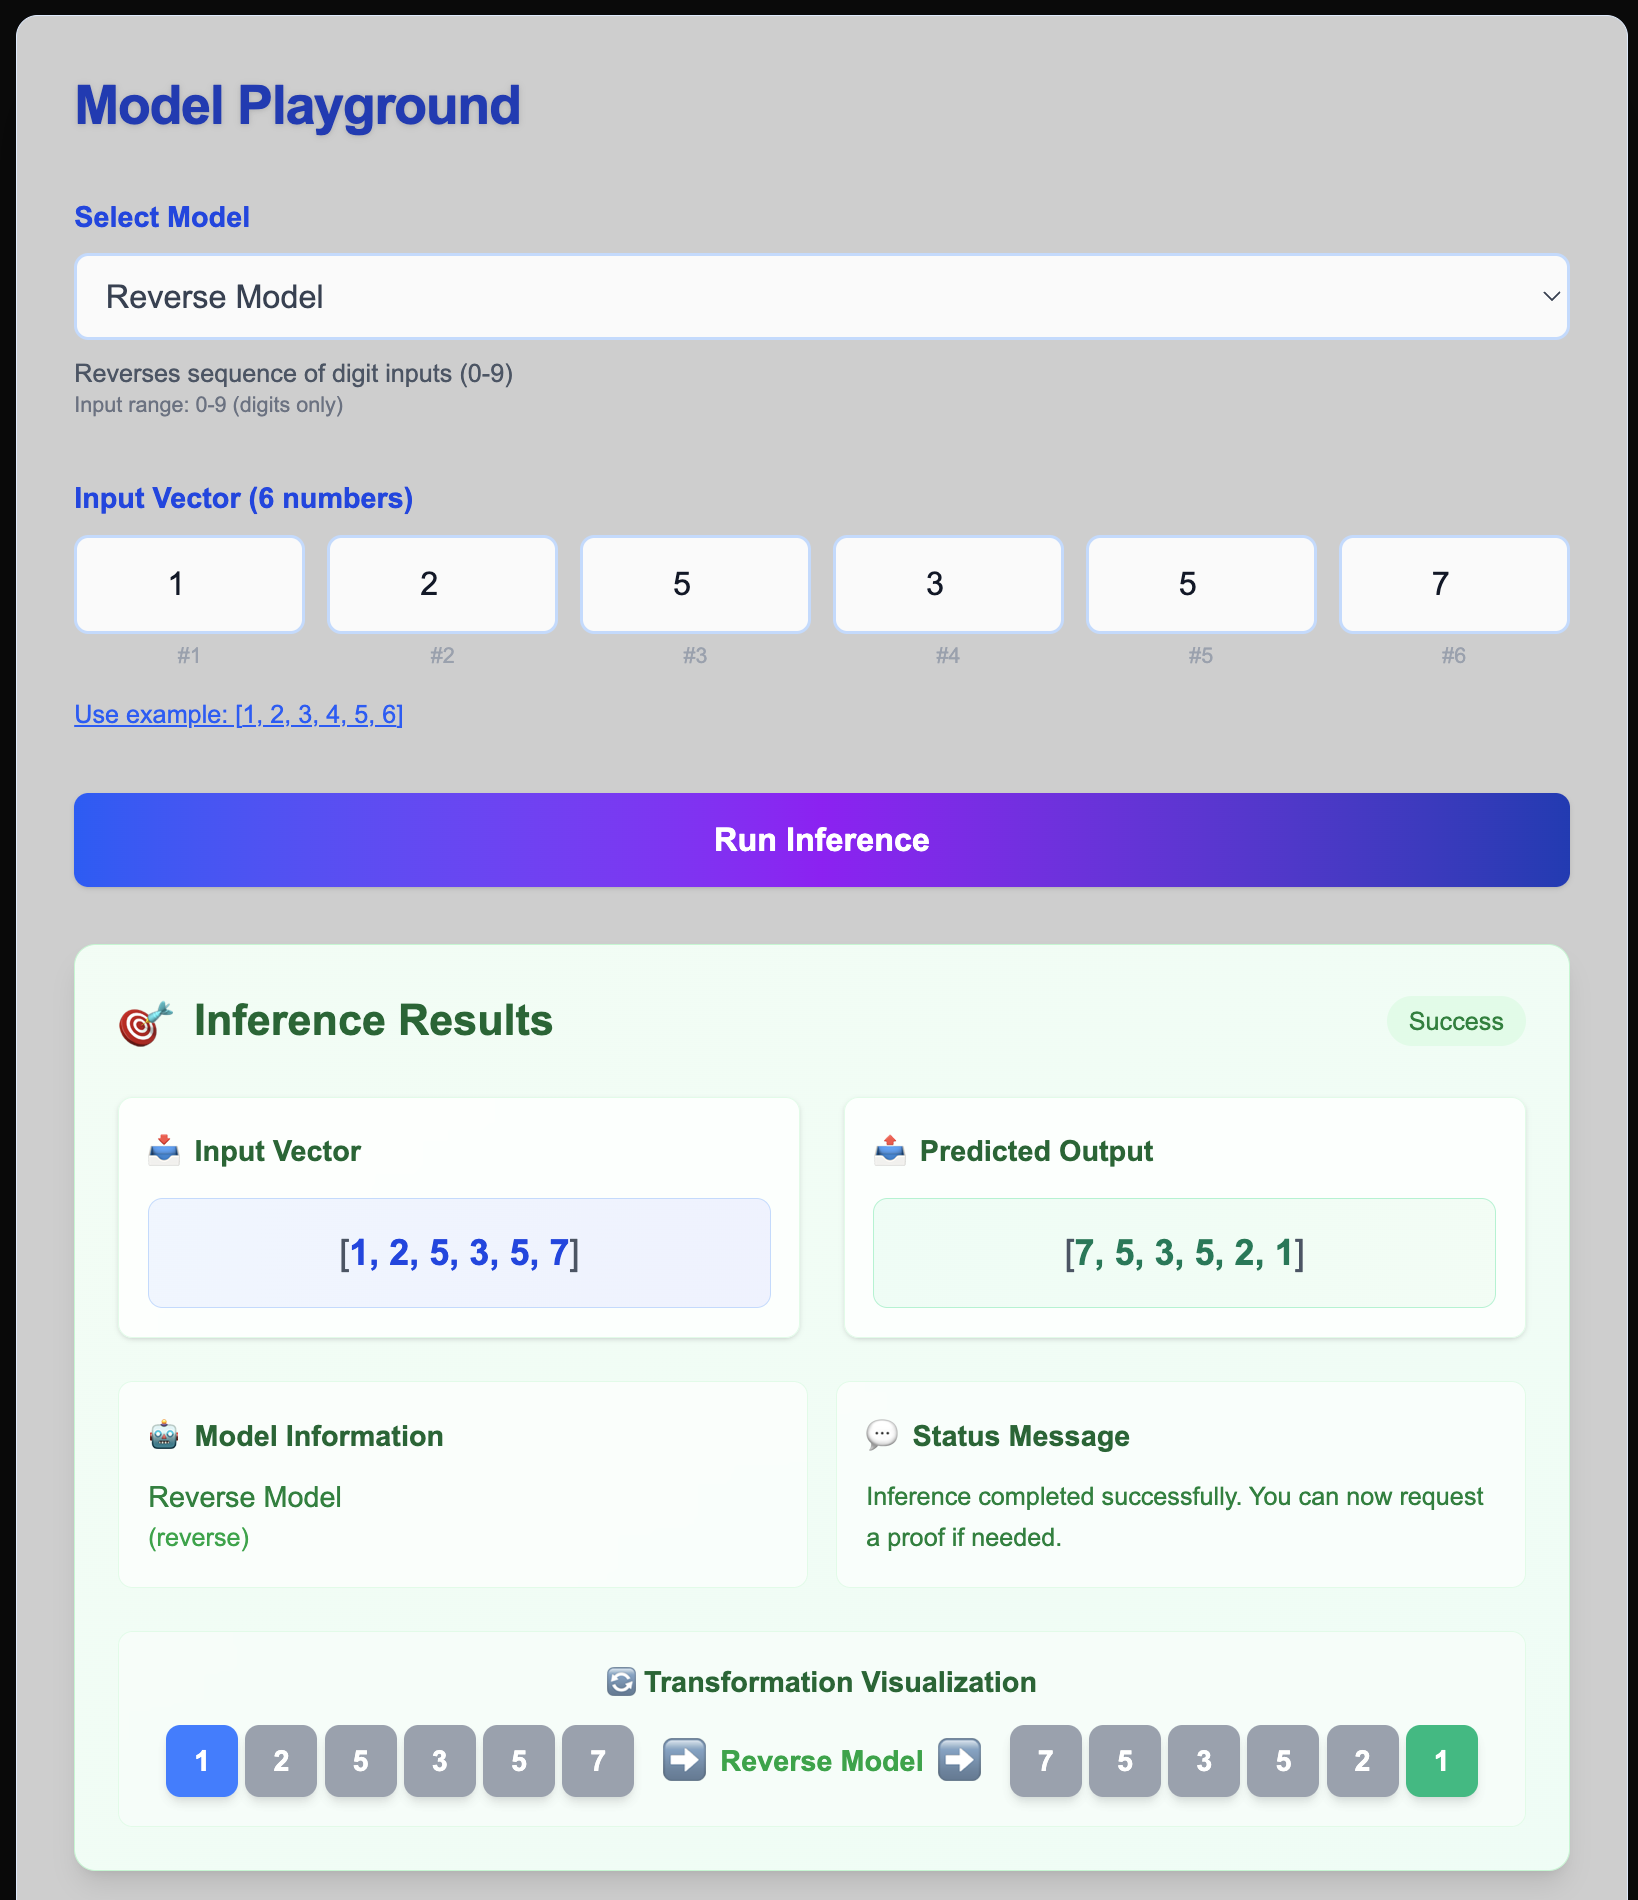 Model Playground
Select Model
Reverse Model
Reverses sequence of digit inputs (0-9)
Input range: 0-9 (digits only)
Input Vector (6 numbers)
1 2 5 3 5 7
#1 #2 #3 #4 #5 #6
Use example: [1, 2, 3, 4, 5, 6]
Run Inference
Inference Results
Success
Input Vector
[1, 2, 5, 3, 5, 7]
Predicted Output
[7, 5, 3, 5, 2, 1]
Model Information
Reverse Model
(reverse)
Status Message
Inference completed successfully. You can now request
a proof if needed.
Transformation Visualization
1 2 5 3 5 7 Reverse Model 7 5 3 5 2 1